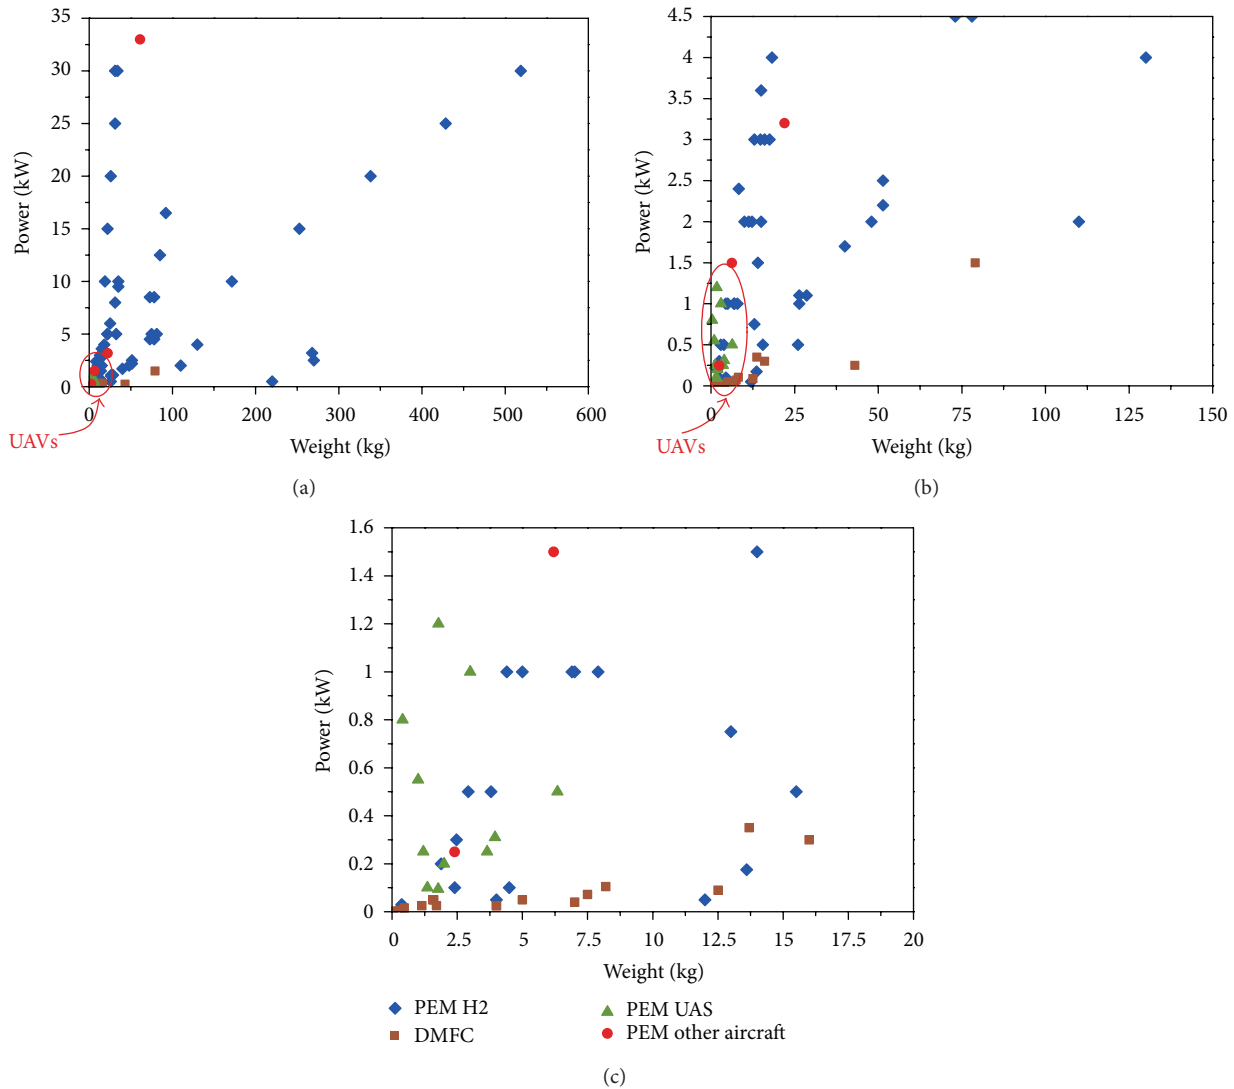 35
30
25
20
15
10
5
0
Power (kW)
0 100 200 300 400 500 600
UAVs
Weight (kg)
(a)
4.5
4
3.5
3
2.5
2
1.5
1
0.5
0
Power (kW)
0 25 50 75 100 125 150
UAVs
Weight (kg)
(b)
1.6
1.4
1.2
1
0.8
0.6
0.4
0.2
0
Power (kW)
0 2.5 5 7.5 10 12.5 15 17.5 20
Weight (kg)
PEM H2
DMFC
PEM UAS
PEM other aircraft
(c)